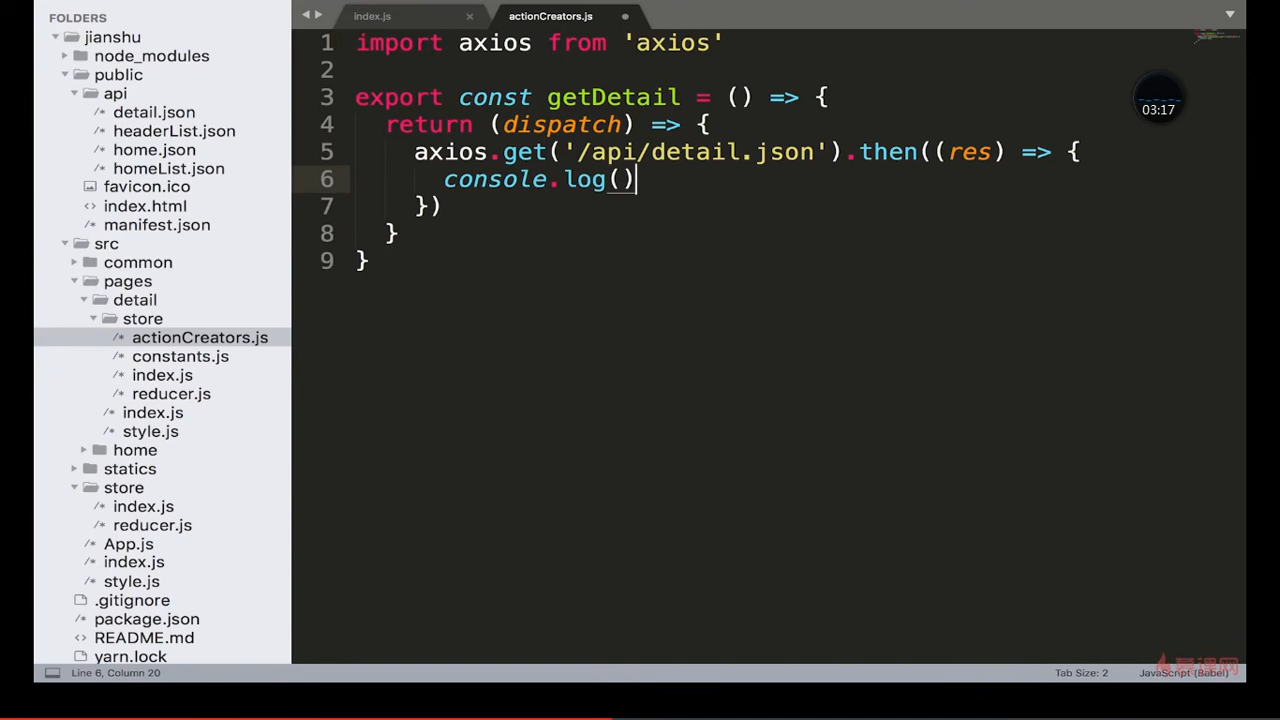 FOLDERS
jianshu
node_modules
public
api
detail.json
headerList.json
home.json
homeList.json
favicon.ico
index.html
manifest.json
src
common
pages
detail
store
actionCreators.js
constants.js
index.js
reducer.js
index.js
style.js
home
statics
store
index.js
reducer.js
App.js
index.js
style.js
.gitignore
package.json
README.md
yarn.lock
index.js
actionCreators.js
1 import axios from 'axios'
2
3 export const getDetail = () => {
4 return (dispatch) => {
5 axios.get('/api/detail.json').then((res) => {
6 console.log()
7 })
8 }
9 }
03:17
慕课网
Line 6, Column 20
Tab Size: 2
JavaScript (Babel)